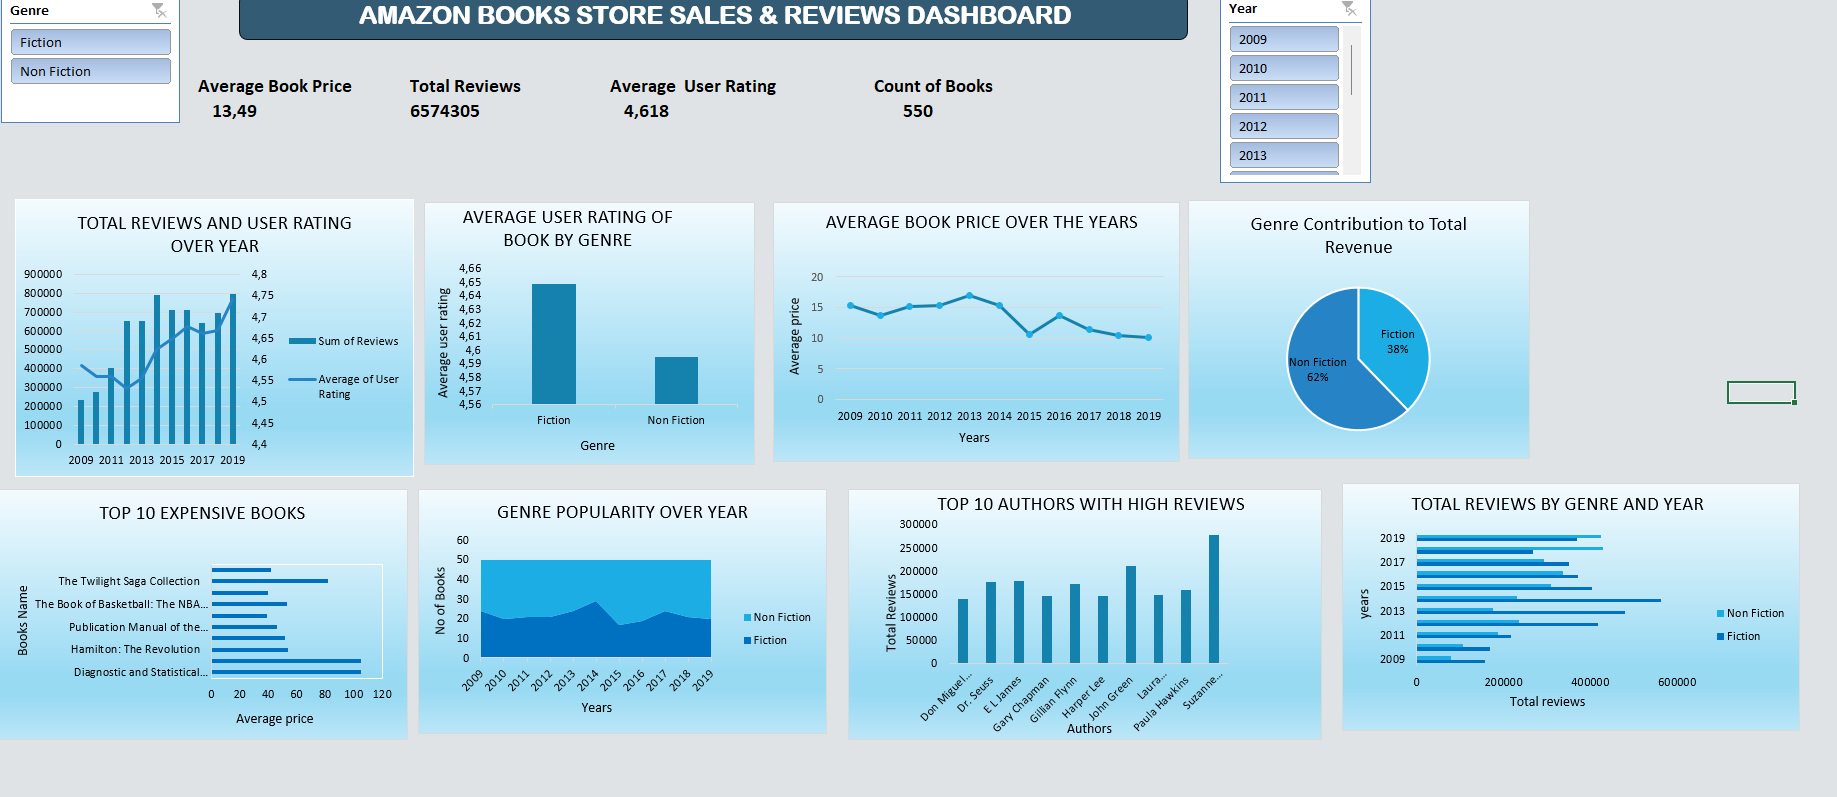 Genre
Fiction
Non Fiction
AMAZON BOOKS STORE SALES & REVIEWS DASHBOARD
Year
2009
2010
2011
2012
2013
Average Book Price
13,49
Total Reviews
6574305
Average User Rating
4,618
Count of Books
550
TOTAL REVIEWS AND USER RATING
OVER YEAR
900000
800000
700000
600000
500000
400000
300000
200000
100000
0
4,8
4,75
4,7
4,65
4,6
4,55
4,5
4,45
4,4
2009 2011 2013 2015 2017 2019
Sum of Reviews
Average of User
Rating
AVERAGE USER RATING OF
BOOK BY GENRE
Average user rating
4,66
4,65
4,64
4,63
4,62
4,61
4,6
4,59
4,58
4,57
4,56
Fiction Non Fiction
Genre
AVERAGE BOOK PRICE OVER THE YEARS
Average price
20
15
10
5
0
2009 2010 2011 2012 2013 2014 2015 2016 2017 2018 2019
Years
Genre Contribution to Total
Revenue
Fiction
38%
Non Fiction
62%
TOP 10 EXPENSIVE BOOKS
Books Name
The Twilight Saga Collection
The Book of Basketball: The NBA...
Publication Manual of the...
Hamilton: The Revolution
Diagnostic and Statistical...
0 20 40 60 80 100 120
Average price
GENRE POPULARITY OVER YEAR
No of Books
60
50
40
30
20
10
0
2009 2010 2011 2012 2013 2014 2015 2016 2017 2018 2019
Years
Non Fiction
Fiction
TOP 10 AUTHORS WITH HIGH REVIEWS
Total Reviews
300000
250000
200000
150000
100000
50000
0
Don Miguel...
Dr. Seuss
E L James
Gary Chapman
Gillian Flynn
Harper Lee
John Green
Laura...
Paula Hawkins
Suzanne...
Authors
TOTAL REVIEWS BY GENRE AND YEAR
years
2019
2017
2015
2013
2011
2009
0 200000 400000 600000
Total reviews
Non Fiction
Fiction